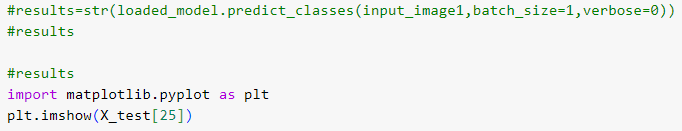 #results=str(loaded_model.predict_classes(input_image1,batch_size=1,verbose=0))
#results
#results
import matplotlib.pyplot as plt
plt.imshow(X_test[25])